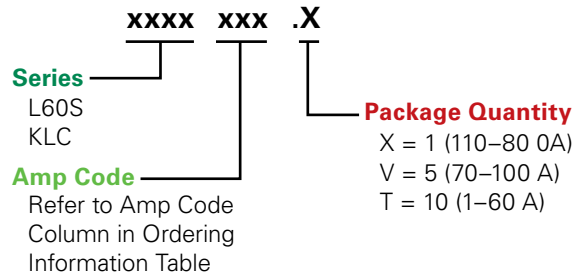 xxxx xxx .X
Series
L60S
KLC
Amp Code
Refer to Amp Code
Column in Ordering
Information Table
Package Quantity
X = 1 (110–80 0A)
V = 5 (70–100 A)
T = 10 (1–60 A)